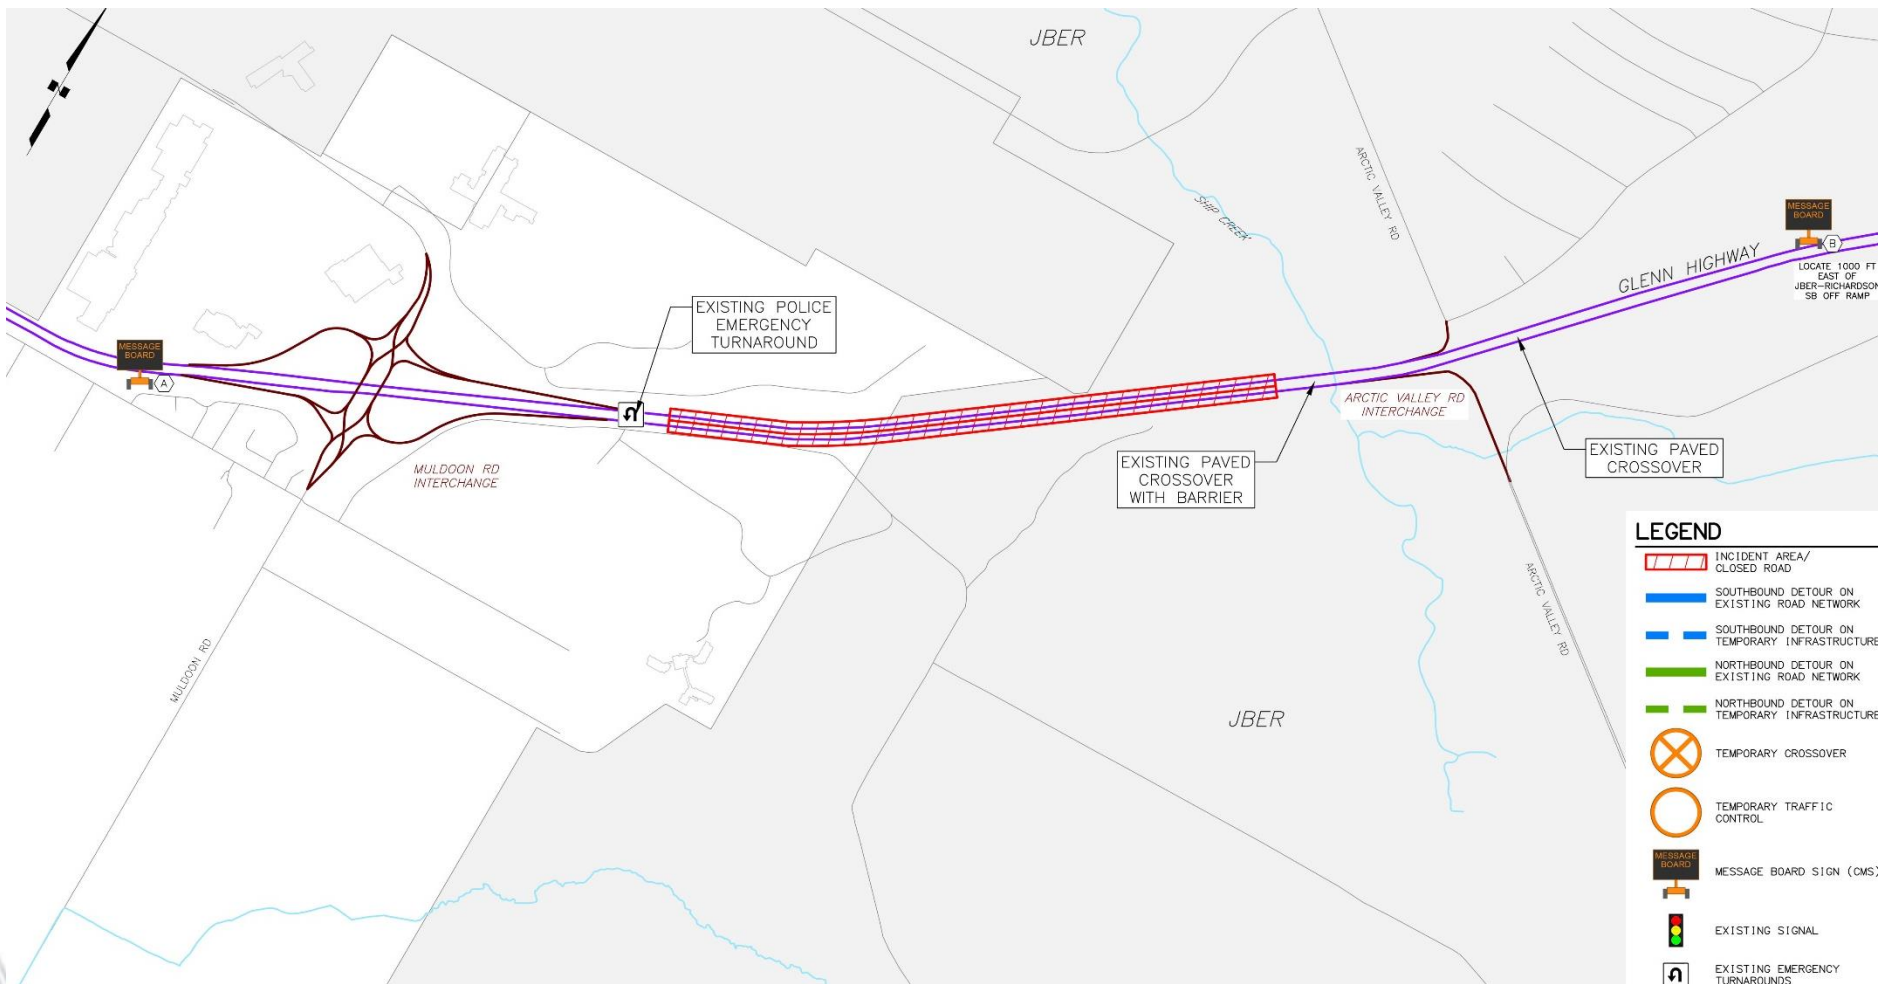 JBER
ARCTIC VALLEY RD
SHIP CREEK
MESSAGE
BOARD
B
GLENN HIGHWAY
LOCATE 1000 FT
EAST OF
JBER-RICHARDSON
SB OFF RAMP
EXISTING POLICE
EMERGENCY
TURNAROUND
MESSAGE
BOARD
A
ARCTIC VALLEY RD
INTERCHANGE
MULDOON RD
INTERCHANGE
EXISTING PAVED
CROSSOVER
WITH BARRIER
EXISTING PAVED
CROSSOVER
MULDOON RD
ARCTIC VALLEY RD
JBER
LEGEND
INCIDENT AREA/
CLOSED ROAD
SOUTHBOUND DETOUR ON
EXISTING ROAD NETWORK
SOUTHBOUND DETOUR ON
TEMPORARY INFRASTRUCTURE
NORTHBOUND DETOUR ON
EXISTING ROAD NETWORK
NORTHBOUND DETOUR ON
TEMPORARY INFRASTRUCTURE
TEMPORARY CROSSOVER
TEMPORARY TRAFFIC
CONTROL
MESSAGE
BOARD
MESSAGE BOARD SIGN (CMS)
EXISTING SIGNAL
EXISTING EMERGENCY
TURNAROUNDS